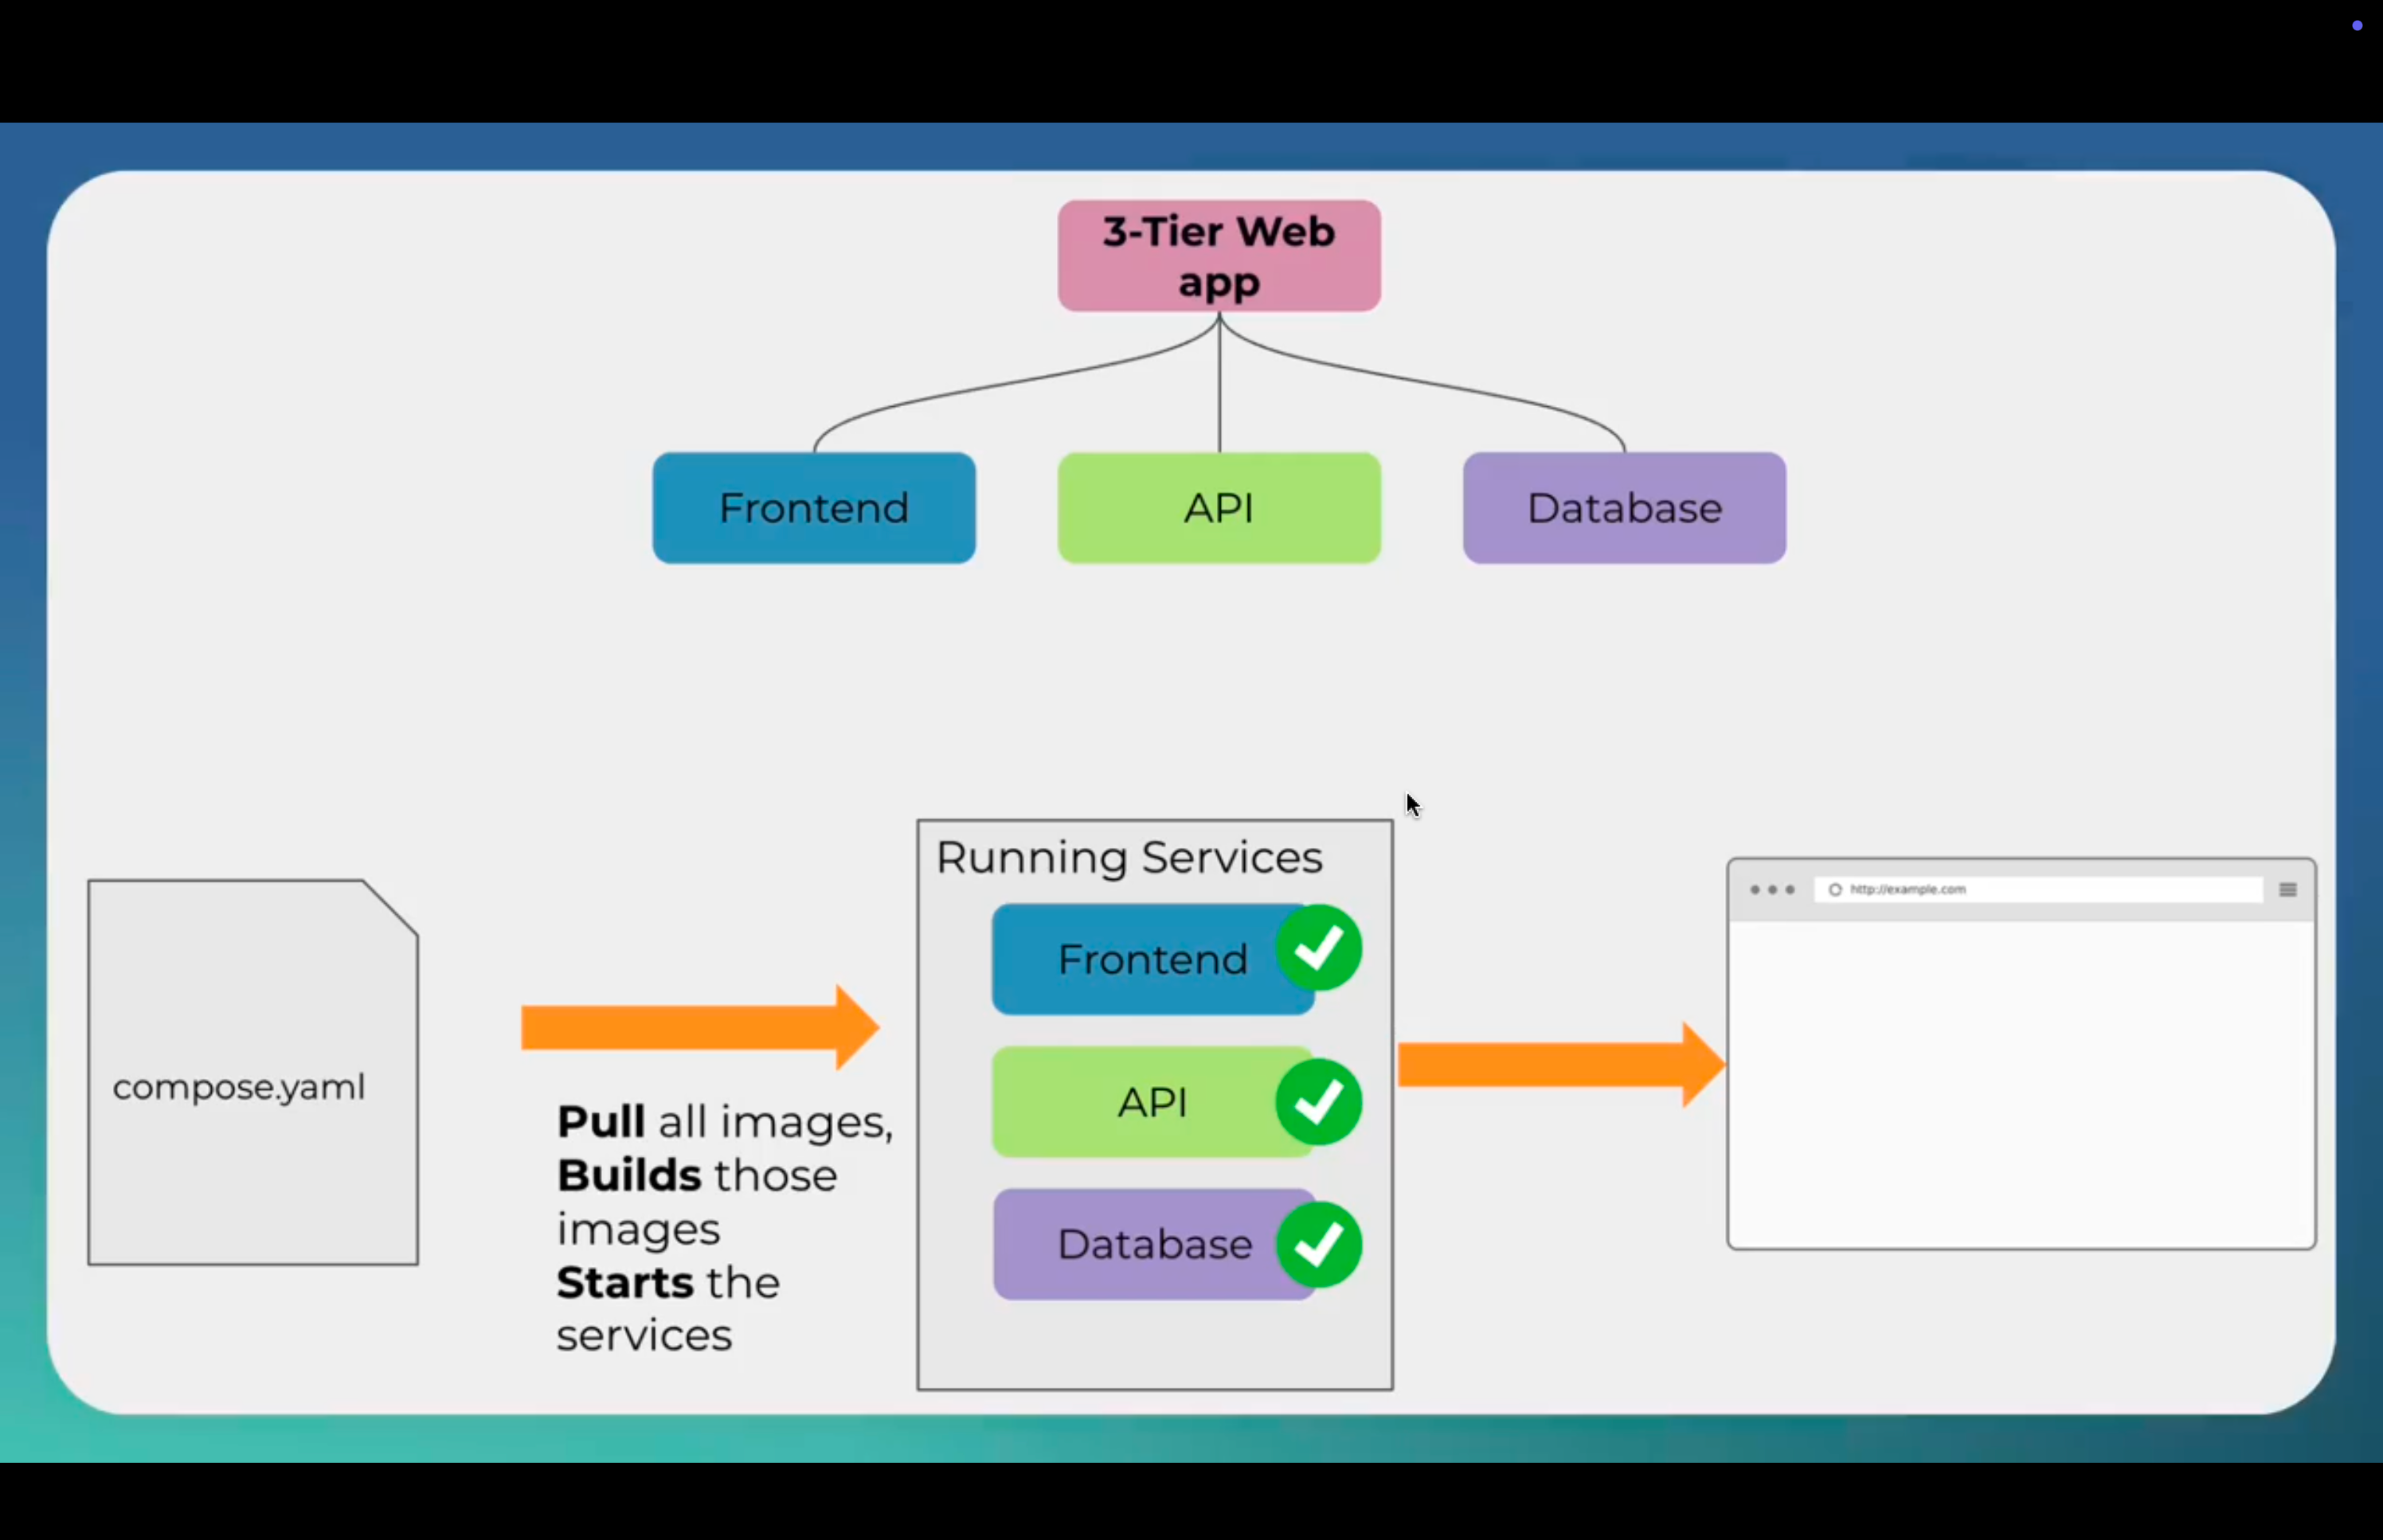 3-Tier Web
app
Frontend
API
Database
Running Services
Frontend
API
Database
compose.yaml
Pull all images,
Builds those
images
Starts the
services
http://example.com